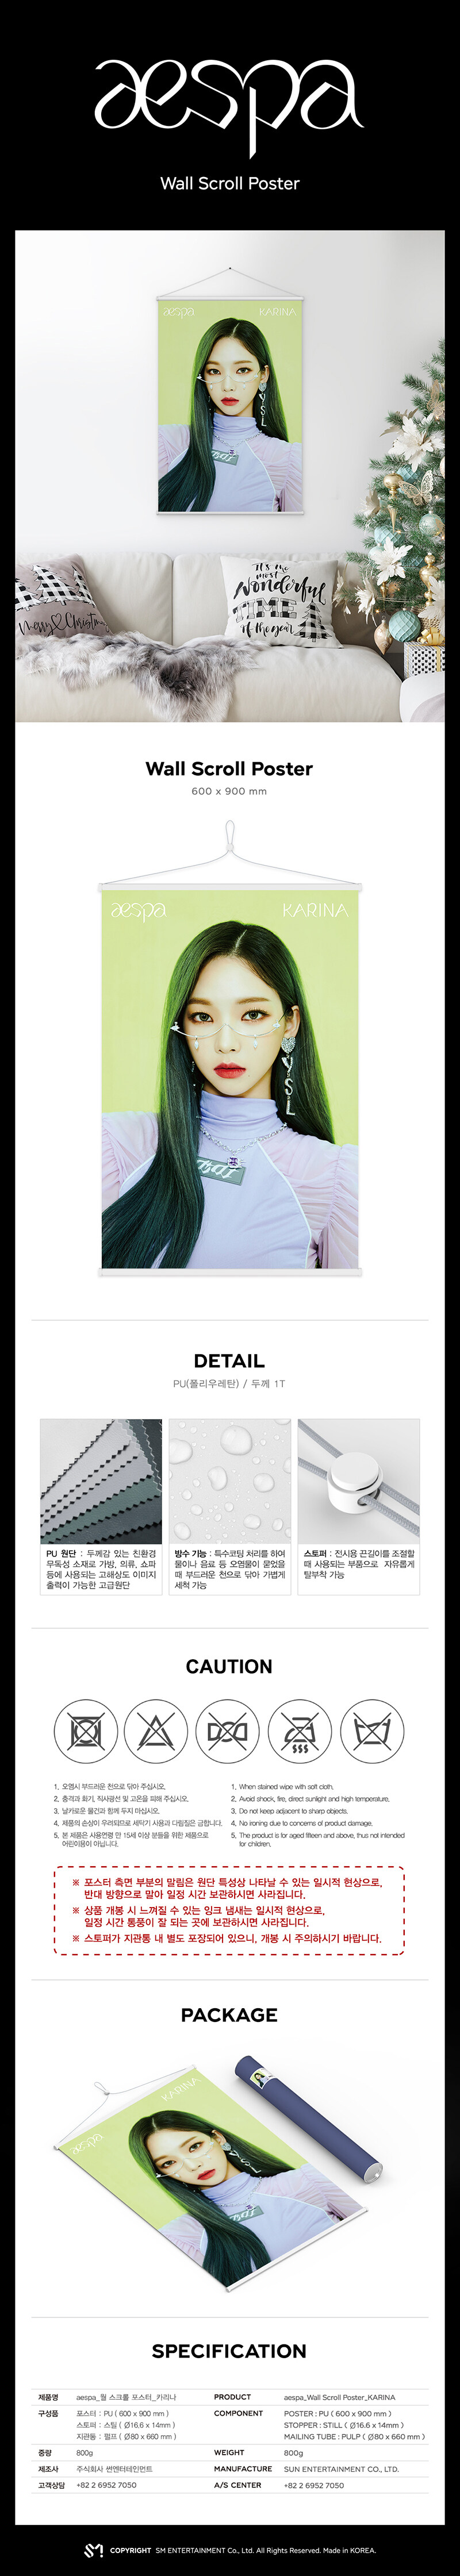 aespa
Wall Scroll Poster
aespa KARINA
YSL
Merry Christm
It's the
most
Wonderful
time
of the year
Wall Scroll Poster
600 x 900 mm
aespa KARINA
YSL
DETAIL
PU(폴리우레탄) / 두께 1T
PU 원단 : 두께감 있는 친환경
무독성 소재로 가방, 의류, 쇼파
등에 사용되는 고해상도 이미지
출력이 가능한 고급원단
방수 기능 : 특수코팅 처리를 하여
물이나 음료 등 오염물이 묻었을
때 부드러운 천으로 닦아 가볍게
세척 가능
스토퍼 : 전시용 끈길이를 조절할
때 사용되는 부품으로 자유롭게
탈부착 가능
CAUTION
1. 오염시 부드러운 천으로 닦아 주십시오.
2. 충격과 화기, 직사광선 및 고온을 피해 주십시오.
3. 날카로운 물건과 함께 두지 마십시오.
4. 제품의 손상이 우려되므로 세탁기 사용과 다림질은 금합니다.
5. 본 제품은 사용연령 만 15세 이상 분들을 위한 제품으로
어린이용이 아닙니다.
1. When stained wipe with soft cloth.
2. Avoid shock, fire, direct sunlight and high temperature.
3. Do not keep adjacent to sharp objects.
4. No ironing due to concerns of product damage.
5. The product is for aged fifteen and above, thus not intended
for children.
※ 포스터 측면 부분의 말림은 원단 특성상 나타날 수 있는 일시적 현상으로,
반대 방향으로 말아 일정 시간 보관하시면 사라집니다.
※ 상품 개봉 시 느껴질 수 있는 잉크 냄새는 일시적 현상으로,
일정 시간 통풍이 잘 되는 곳에 보관하시면 사라집니다.
※ 스토퍼가 지관통 내 별도 포장되어 있으니, 개봉 시 주의하시기 바랍니다.
PACKAGE
aespa KARINA
YSL
SPECIFICATION
제품명 aespa_월 스크롤 포스터_카리나 PRODUCT aespa_Wall Scroll Poster_KARINA
구성품 포스터 : PU ( 600 x 900 mm ) COMPONENT POSTER : PU ( 600 x 900 mm )
스토퍼 : 스틸 ( Ø16.6 x 14mm ) STOPPER : STILL ( Ø16.6 x 14mm )
지관통 : 펄프 ( Ø80 x 660 mm ) MAILING TUBE : PULP ( Ø80 x 660 mm )
중량 800g WEIGHT 800g
제조사 주식회사 썬엔터테인먼트 MANUFACTURE SUN ENTERTAINMENT CO., LTD.
고객상담 +82 2 6952 7050 A/S CENTER +82 2 6952 7050
SM COPYRIGHT SM ENTERTAINMENT Co., Ltd. All Rights Reserved. Made in KOREA.